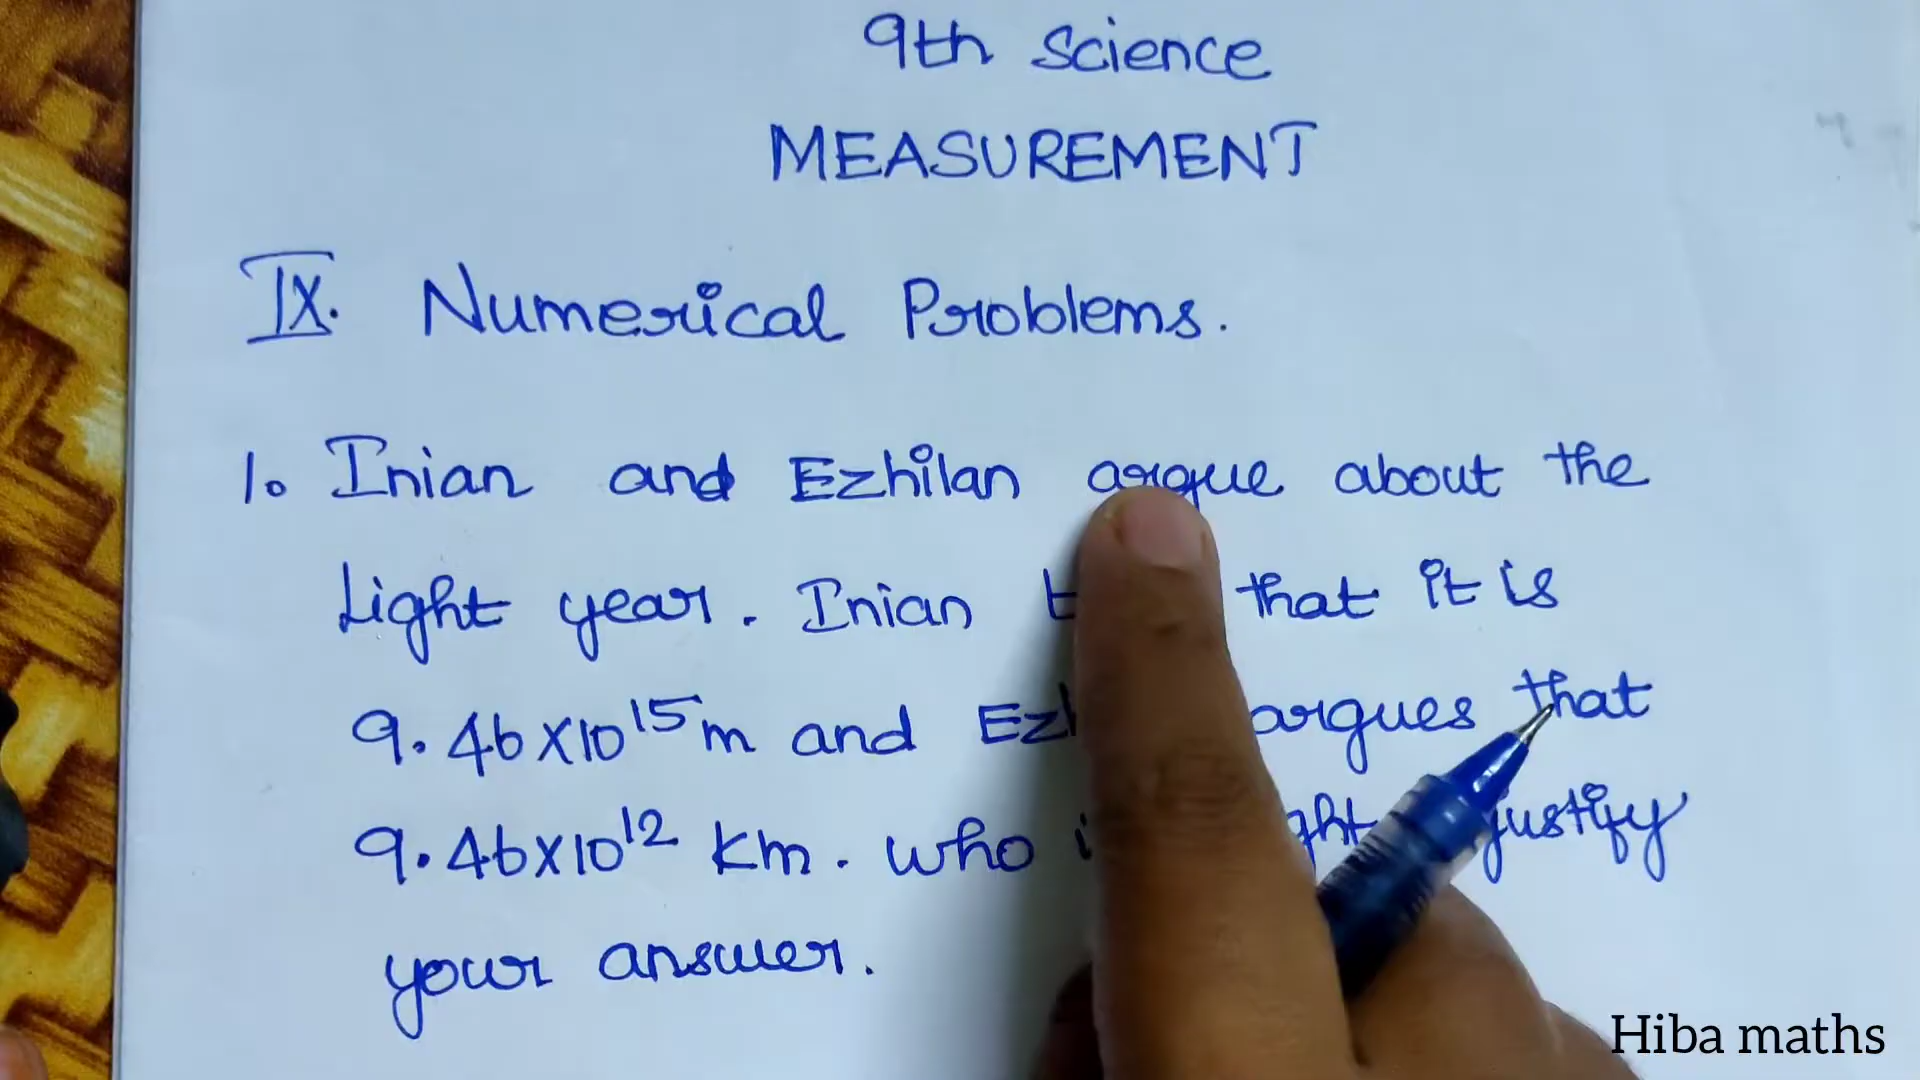 9th Science
MEASUREMENT
IX. Numerical Problems.
1. Inian and Ezhilan argue about the
Light year. Inian that it is
9.46x10^15 m and argues that
9.46x10^12 Km. who justify
your answer.
Hiba maths